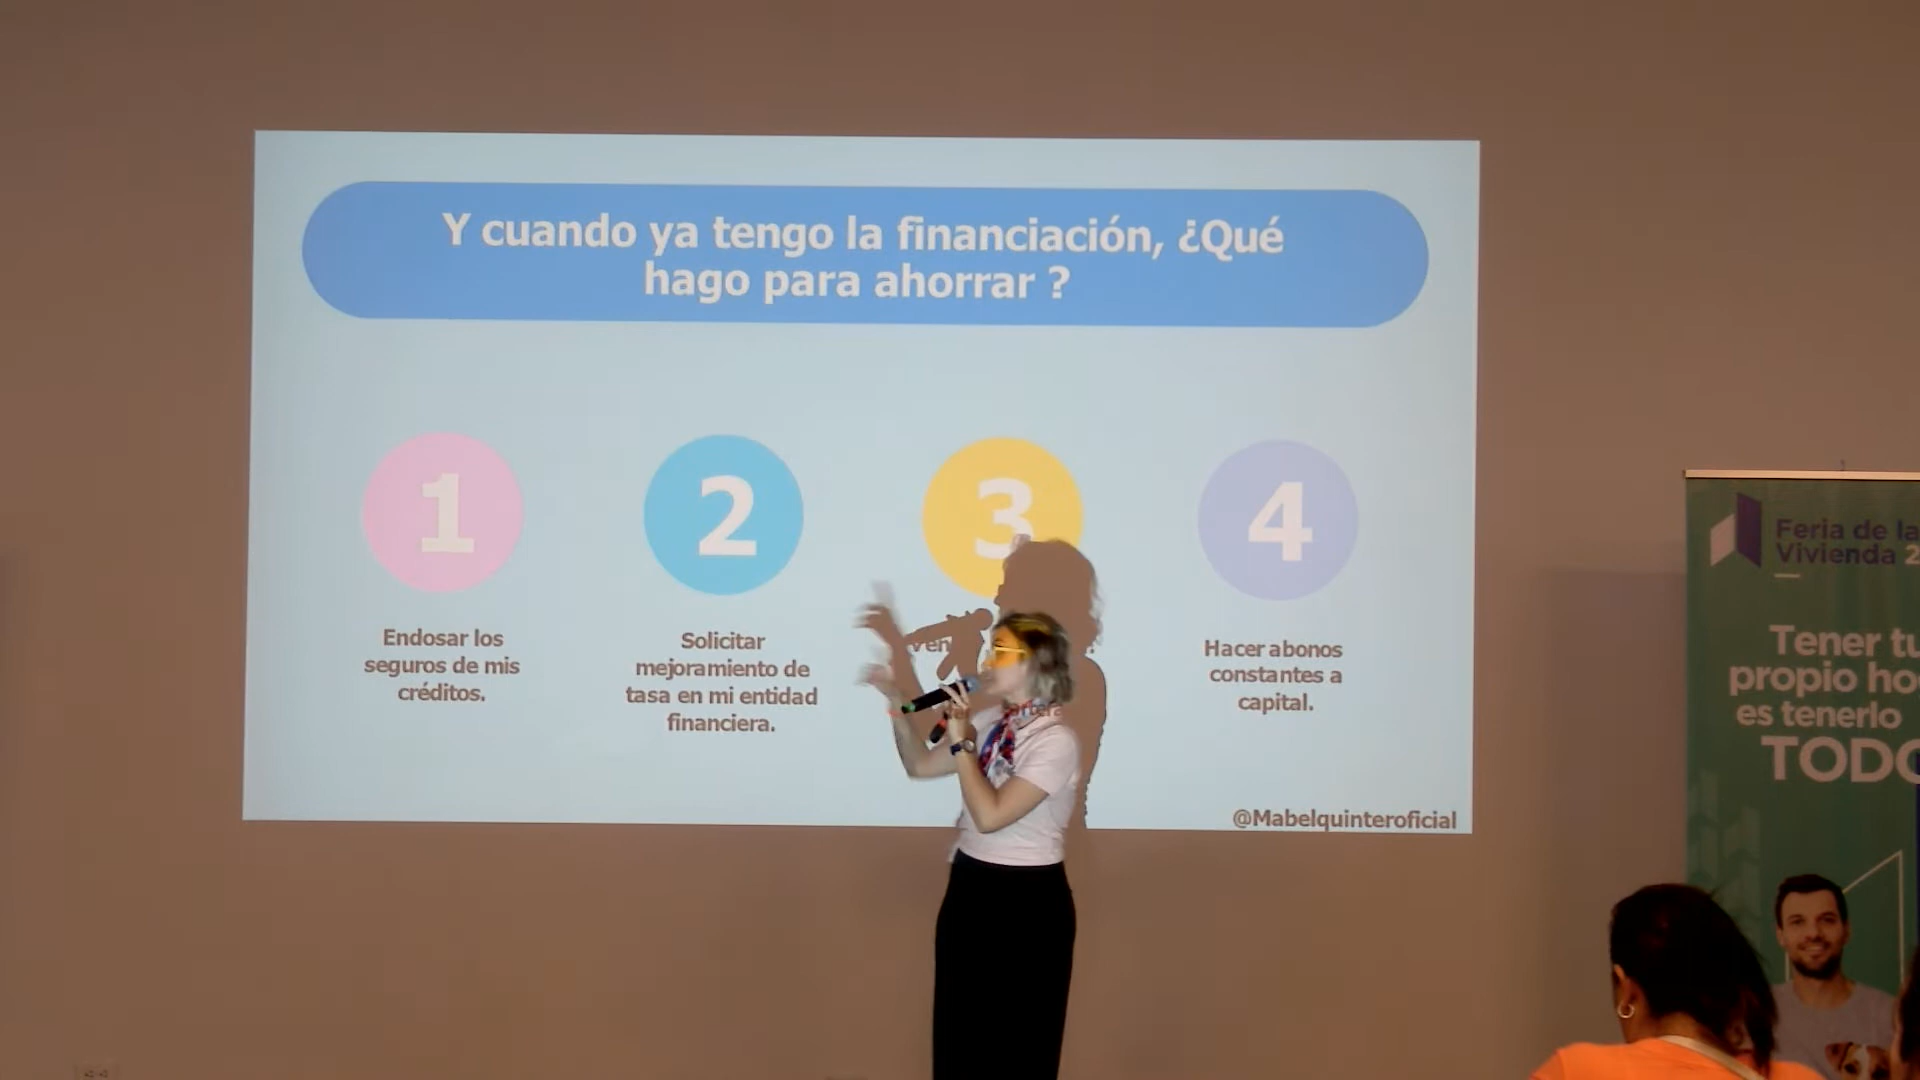 Y cuando ya tengo la financiación, ¿Qué
hago para ahorrar ?
1
2
3
4
Endosar los
seguros de mis
créditos.
Solicitar
mejoramiento de
tasa en mi entidad
financiera.
Hacer abonos
constantes a
capital.
@Mabelquinteroficial
Feria de la
Vivienda 2
Tener tu
propio ho
es tenerlo
TODO